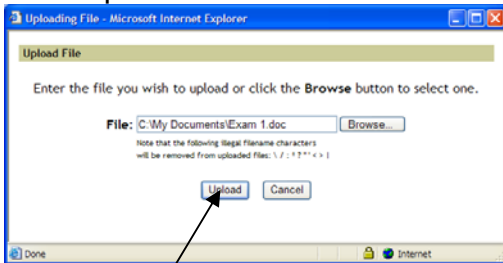 Uploading File - Microsoft Internet Explorer
Upload File
Enter the file you wish to upload or click the Browse button to select one.
File: C:\My Documents\Exam 1.doc Browse...
Note that the following illegal filename characters
will be removed from uploaded files: \ / : * ? " ' < > |
Upload Cancel
Done Internet